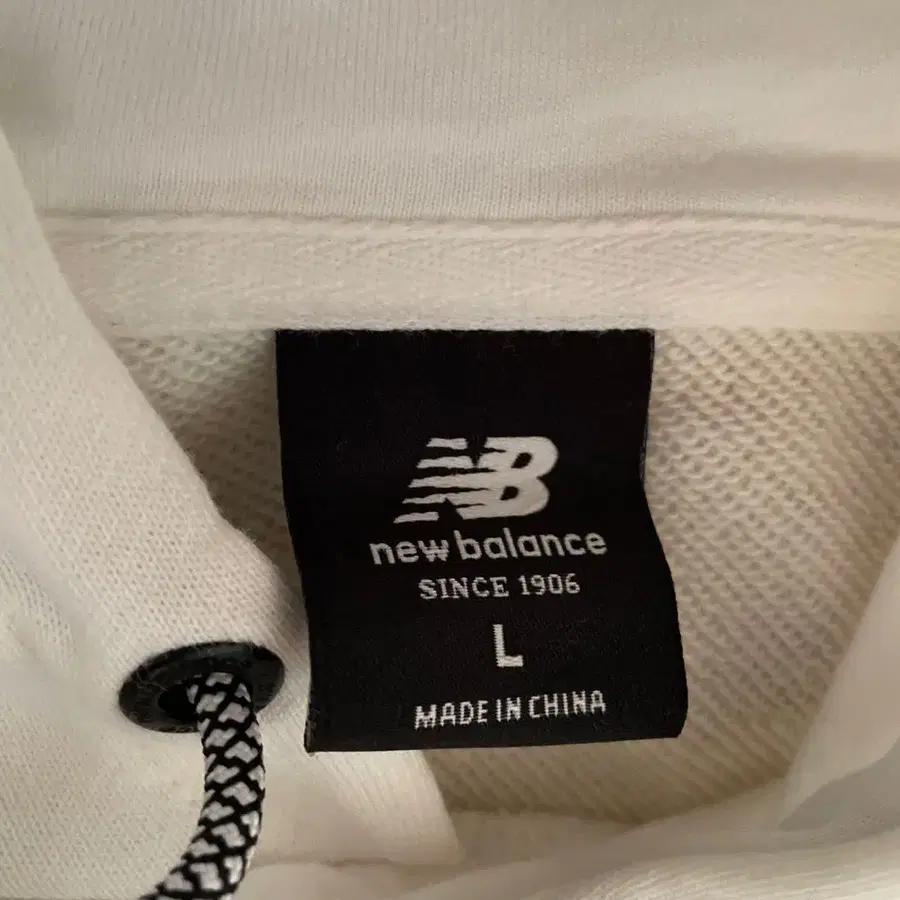 NB
new balance
SINCE 1906
L
MADE IN CHINA